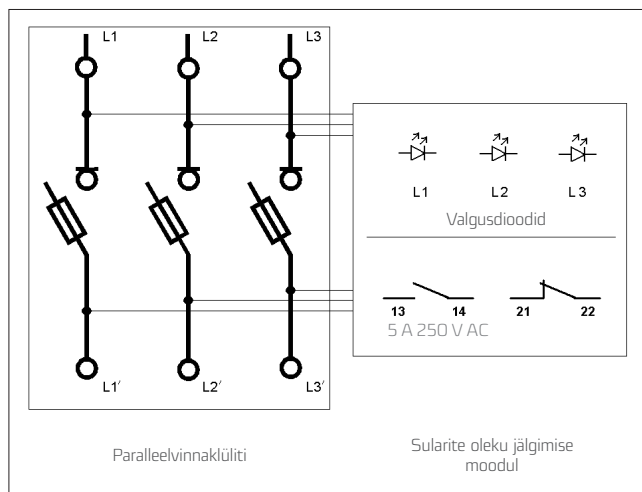 L1 L2 L3
L1 L2 L3
Valgusdioodid
13 14 21 22
5 A 250 V AC
L1′ L2′ L3′
Paralleelvinnaklüliti
Sularite oleku jälgimise
moodul